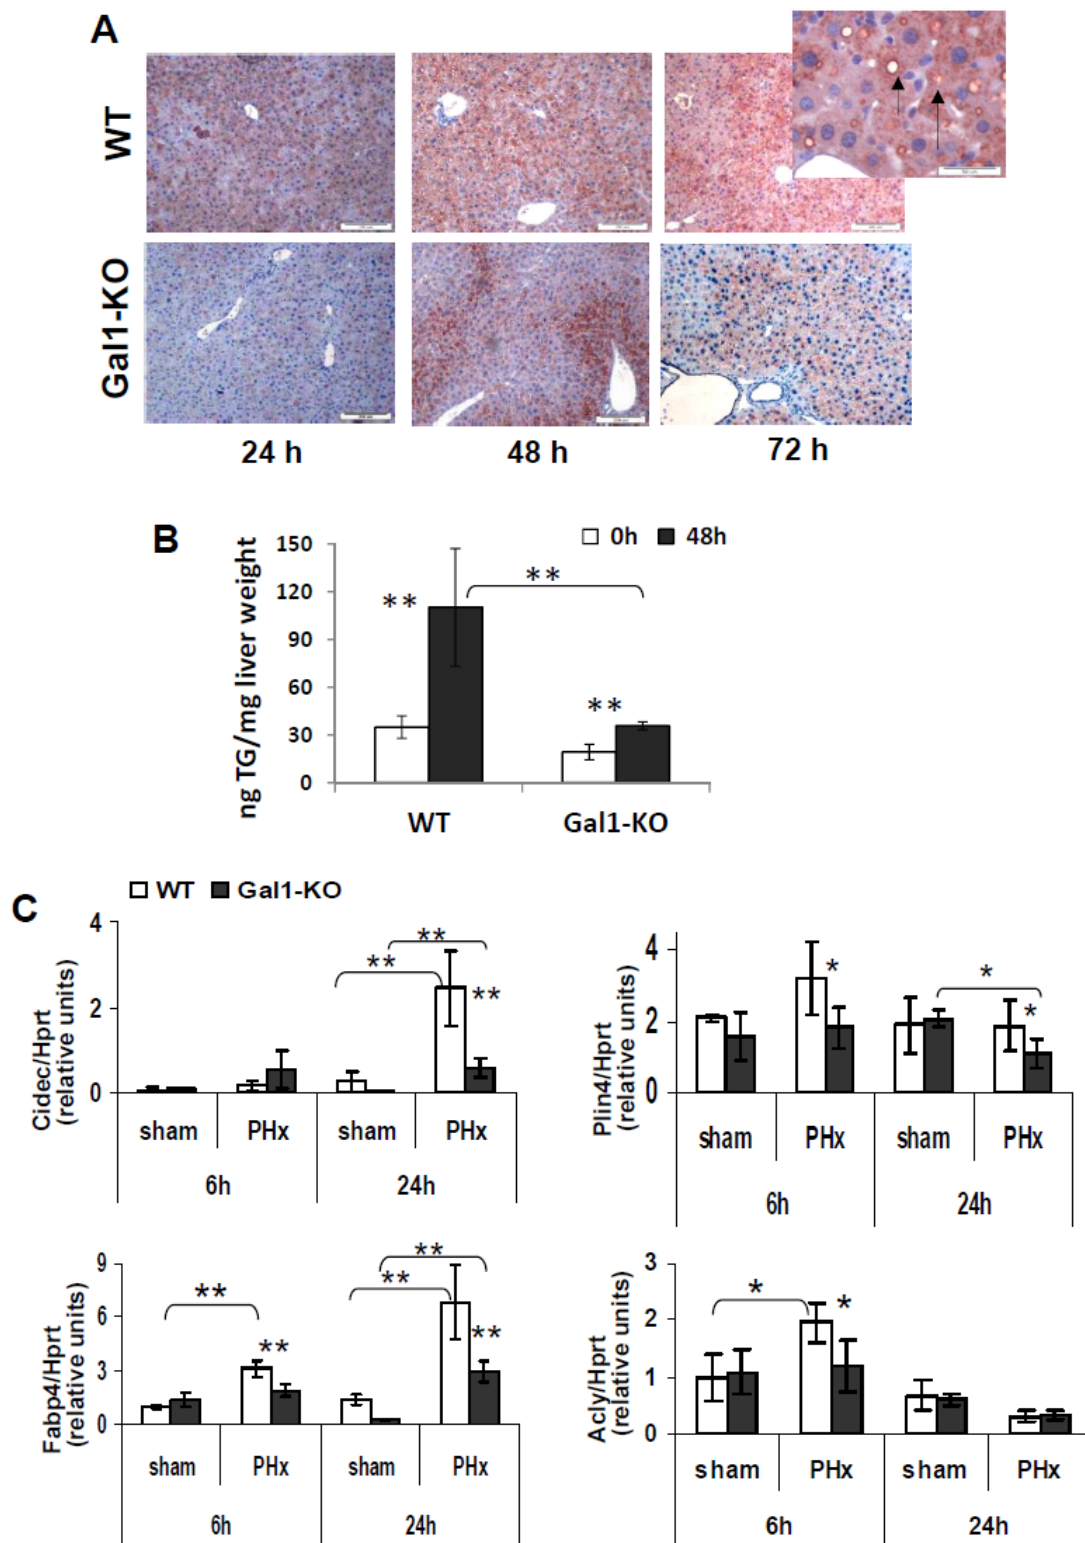 A
WT
Gal1-KO
24 h 48 h 72 h
B
0h 48h
ng TG/mg liver weight
150
120
90
60
30
0
**
**
**
WT Gal1-KO
C
WT Gal1-KO
Cidec/Hprt
(relative units)
4
2
0
**
**
**
sham PHx sham PHx
6h 24h
Plin4/Hprt
(relative units)
4
2
0
*
*
*
sham PHx sham PHx
6h 24h
Fabp4/Hprt
(relative units)
9
6
3
0
**
**
**
**
**
sham PHx sham PHx
6h 24h
Acly/Hprt
(relative units)
3
2
1
0
*
*
sham PHx sham PHx
6h 24h